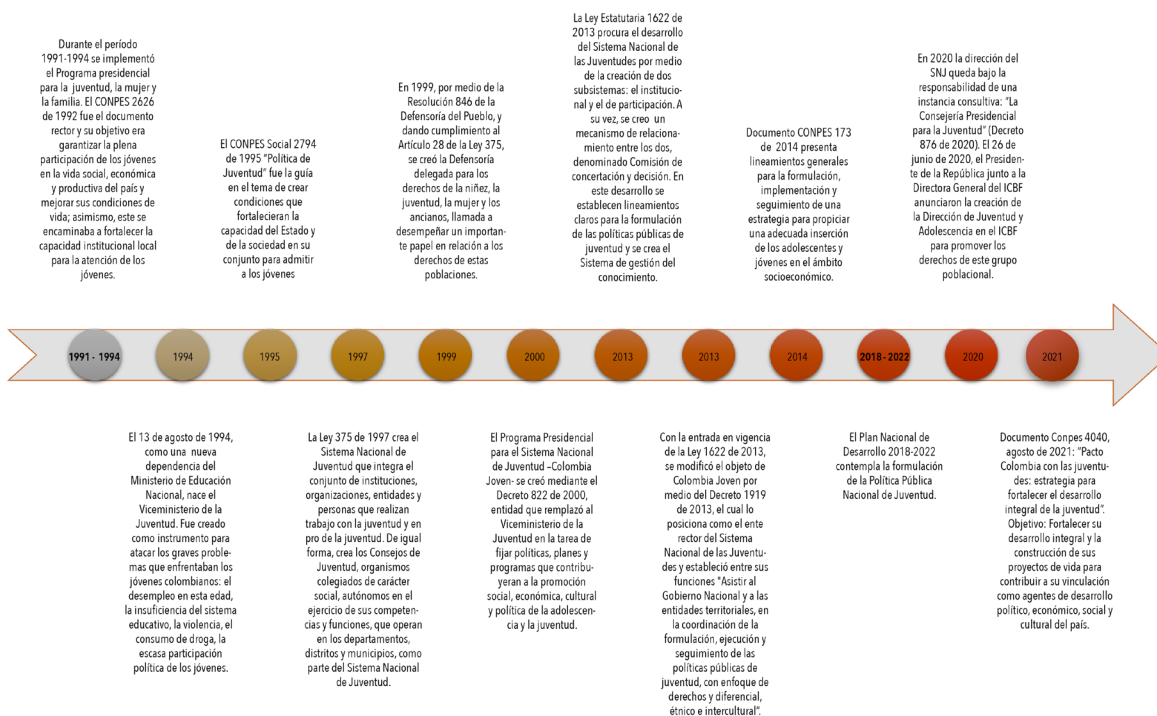 Durante el período
1991-1994 se implementó
el Programa presidencial
para la juventud, la mujer y
la familia. El CONPES 2626
de 1992 fue el documento
rector y su objetivo era
garantizar la plena
participación de los jóvenes
en la vida social, económica
y productiva del país y
mejorar sus condiciones de
vida; asimismo, este se
encaminaba a fortalecer la
capacidad institucional local
para la atención de los
jóvenes.
El CONPES Social 2794
de 1995 “Política de
Juventud” fue la guía
en el tema de crear
condiciones que
fortalecieran la
capacidad del Estado y
de la sociedad en su
conjunto para admitir
a los jóvenes
En 1999, por medio de la
Resolución 846 de la
Defensoría del Pueblo, y
dando cumplimiento al
Artículo 28 de la Ley 375,
se creó la Defensoría
delegada para los
derechos de la niñez, la
juventud, la mujer y los
ancianos, llamada a
desempeñar un importan-
te papel en relación a los
derechos de estas
poblaciones.
La Ley Estatutaria 1622 de
2013 procura el desarrollo
del Sistema Nacional de
las Juventudes por medio
de la creación de dos
subsistemas: el institucio-
nal y el de participación. A
su vez, se creo un
mecanismo de relaciona-
miento entre los dos,
denominado Comisión de
concertación y decisión. En
este desarrollo se
establecen lineamientos
claros para la formulación
de las políticas públicas de
juventud y se crea el
Sistema de gestión del
conocimiento.
Documento CONPES 173
de 2014 presenta
lineamientos generales
para la formulación,
implementación y
seguimiento de una
estrategia para propiciar
una adecuada inserción
de los adolescentes y
jóvenes en el ámbito
socioeconómico.
En 2020 la dirección del
SNJ queda bajo la
responsabilidad de una
instancia consultiva: “La
Consejería Presidencial
para la Juventud” (Decreto
876 de 2020). El 26 de
junio de 2020, el Presiden-
te de la República junto a la
Directora General del ICBF
anunciaron la creación de
la Dirección de Juventud y
Adolescencia en el ICBF
para promover los
derechos de este grupo
poblacional.
1991 - 1994
1994
1995
1997
1999
2000
2013
2013
2014
2018 - 2022
2020
2021
El 13 de agosto de 1994,
como una nueva
dependencia del
Ministerio de Educación
Nacional, nace el
Viceministerio de la
Juventud. Fue creado
como instrumento para
atacar los graves proble-
mas que enfrentaban los
jóvenes colombianos: el
desempleo en esta edad,
la insuficiencia del sistema
educativo, la violencia, el
consumo de droga, la
escasa participación
política de los jóvenes.
La Ley 375 de 1997 crea el
Sistema Nacional de
Juventud que integra el
conjunto de instituciones,
organizaciones, entidades y
personas que realizan
trabajo con la juventud y en
pro de la juventud. De igual
forma, crea los Consejos de
Juventud, organismos
colegiados de carácter
social, autónomos en el
ejercicio de sus competen-
cias y funciones, que operan
en los departamentos,
distritos y municipios, como
parte del Sistema Nacional
de Juventud.
El Programa Presidencial
para el Sistema Nacional
de Juventud –Colombia
Joven- se creó mediante el
Decreto 822 de 2000,
entidad que remplazó al
Viceministerio de la
Juventud en la tarea de
fijar políticas, planes y
programas que contribu-
yeran a la promoción
social, económica, cultural
y política de la adolescen-
cia y la juventud.
Con la entrada en vigencia
de la Ley 1622 de 2013,
se modificó el objeto de
Colombia Joven por
medio del Decreto 1919
de 2013, el cual lo
posiciona como el ente
rector del Sistema
Nacional de las Juventu-
des y estableció entre sus
funciones "Asistir al
Gobierno Nacional y a las
entidades territoriales, en
la coordinación de la
formulación, ejecución y
seguimiento de las
políticas públicas de
juventud, con enfoque de
derechos y diferencial,
étnico e intercultural".
El Plan Nacional de
Desarrollo 2018-2022
contempla la formulación
de la Política Pública
Nacional de Juventud.
Documento Conpes 4040,
agosto de 2021: “Pacto
Colombia con las juventu-
des: estrategia para
fortalecer el desarrollo
integral de la juventud”.
Objetivo: Fortalecer su
desarrollo integral y la
construcción de sus
proyectos de vida para
contribuir a su vinculación
como agentes de desarrollo
político, económico, social y
cultural del país.